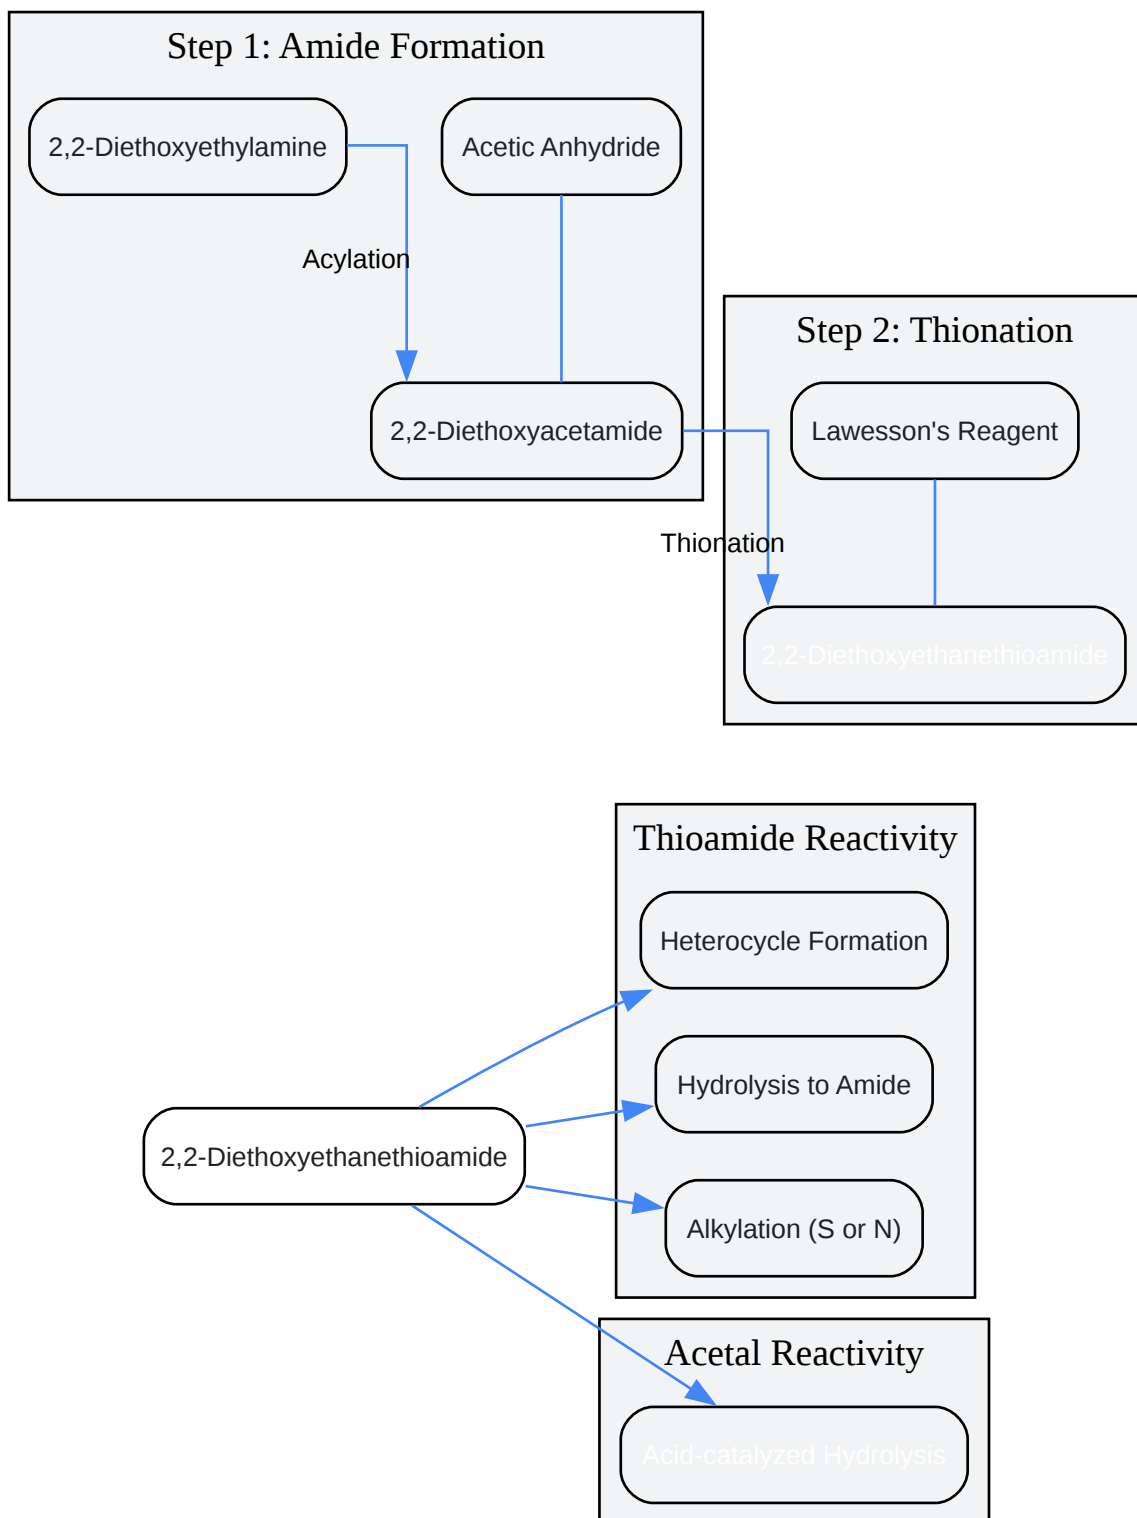 Step 1: Amide Formation
2,2-Diethoxyethylamine
Acetic Anhydride
Acylation
2,2-Diethoxyacetamide
Step 2: Thionation
Lawesson's Reagent
Thionation
2,2-Diethoxyethanethioamide
Thioamide Reactivity
Heterocycle Formation
Hydrolysis to Amide
2,2-Diethoxyethanethioamide
Alkylation (S or N)
Acetal Reactivity
Acid-catalyzed Hydrolysis